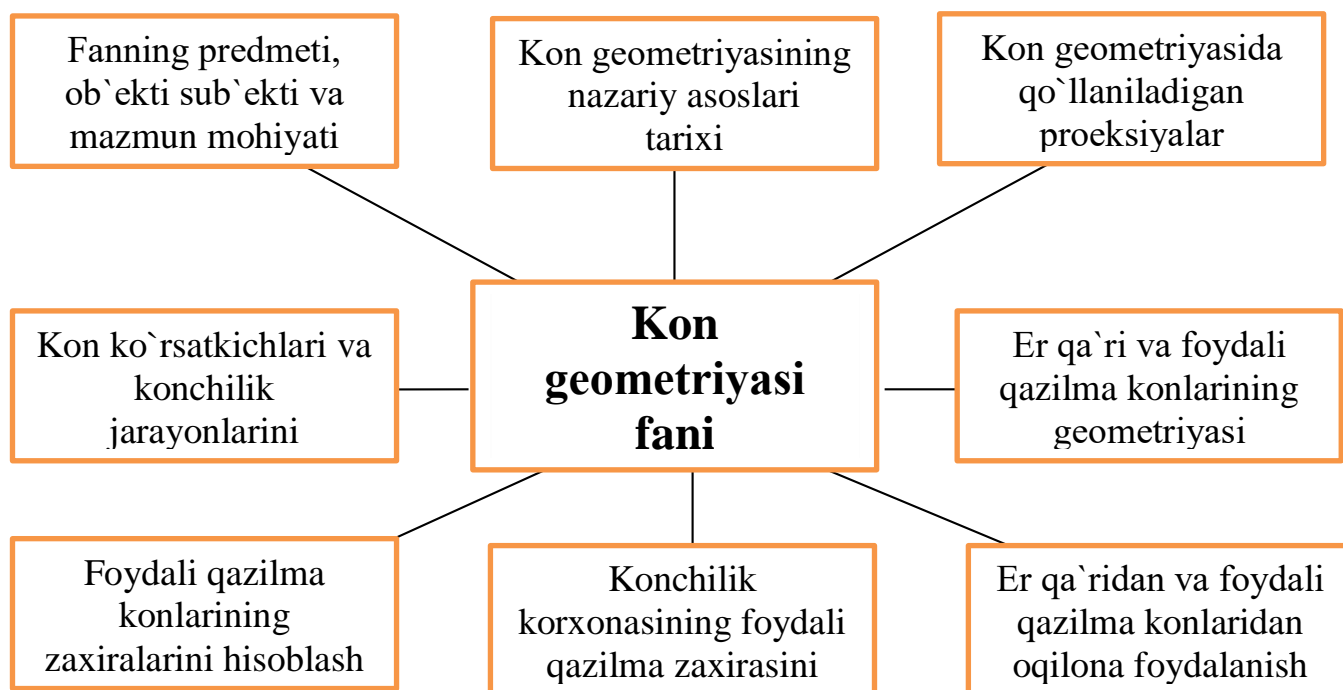 Fanning predmeti,
ob`ekti sub`ekti va
mazmun mohiyati
Kon geometriyasining
nazariy asoslari
tarixi
Kon geometriyasida
qo`llaniladigan
proeksiyalar
Kon ko`rsatkichlari va
konchilik
jarayonlarini
Kon
geometriyasi
fani
Er qa`ri va foydali
qazilma konlarining
geometriyasi
Foydali qazilma
konlarining
zaxiralarini hisoblash
Konchilik
korxonasining foydali
qazilma zaxirasini
Er qa`ridan va foydali
qazilma konlaridan
oqilona foydalanish